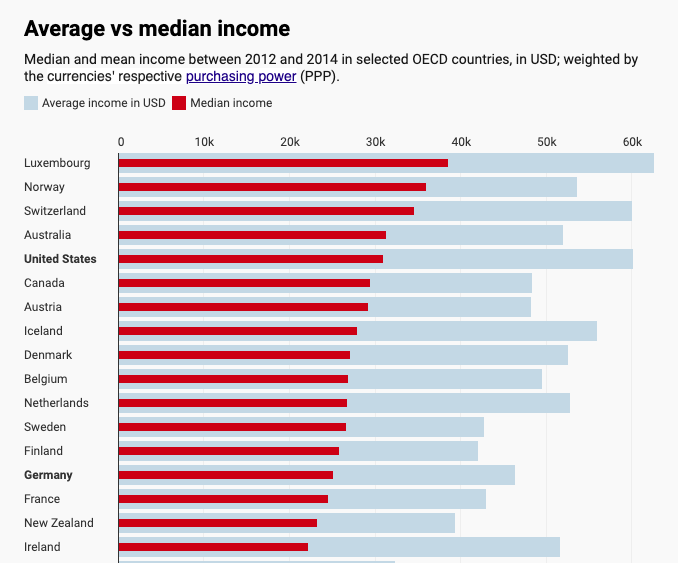 Average vs median income
Median and mean income between 2012 and 2014 in selected OECD countries, in USD; weighted by
the currencies' respective purchasing power (PPP).
Average income in USD Median income
0 10k 20k 30k 40k 50k 60k
Luxembourg
Norway
Switzerland
Australia
United States
Canada
Austria
Iceland
Denmark
Belgium
Netherlands
Sweden
Finland
Germany
France
New Zealand
Ireland